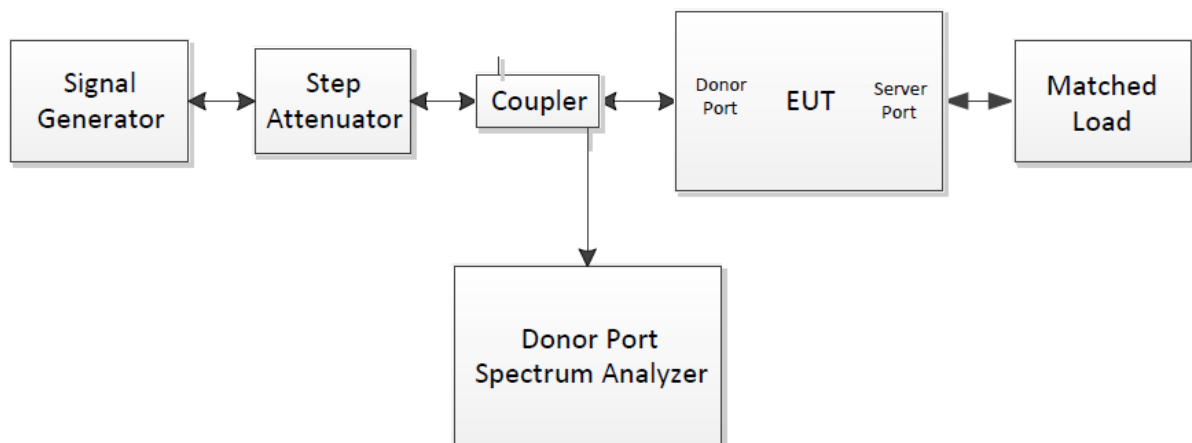 Signal
Generator
Step
Attenuator
Coupler
Donor
Port
EUT
Server
Port
Matched
Load
Donor Port
Spectrum Analyzer